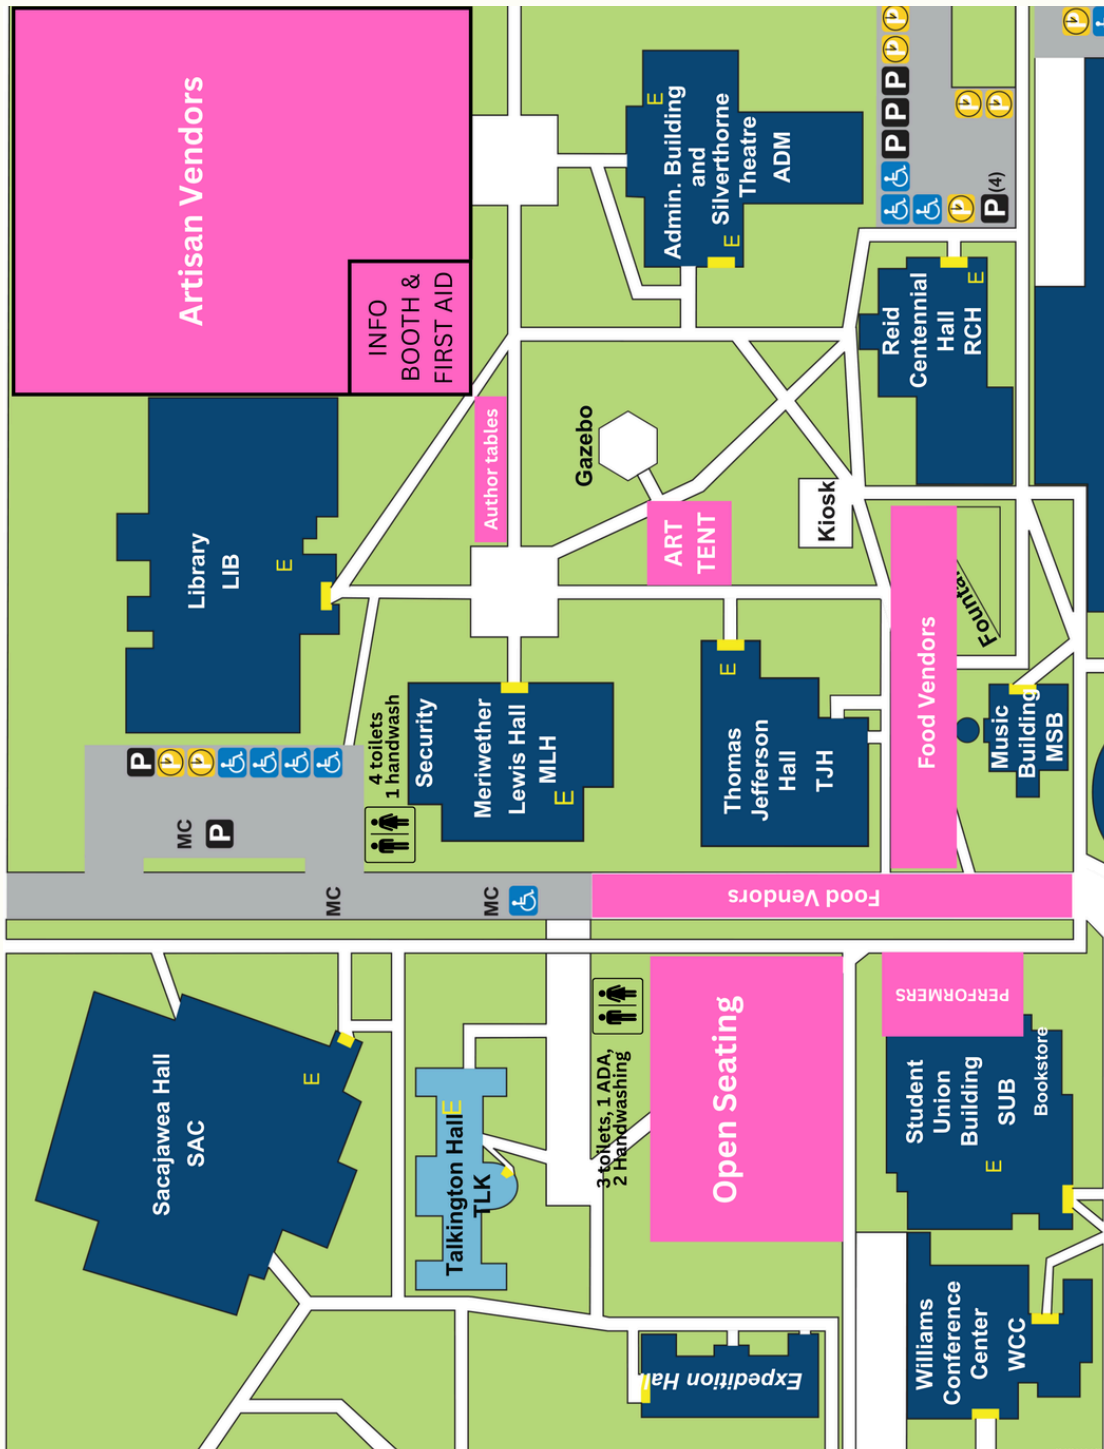 Artisan Vendors
INFO
BOOTH &
FIRST AID
Admin. Building
and
Silverthorne
Theatre
ADM
E
E
P P P
P (4)
Reid
Centennial
Hall
RCH
E
Library
LIB
E
Author tables
Gazebo
ART
TENT
Kiosk
Food Vendors
4 toilets
1 handwash
Security
Meriwether
Lewis Hall
MLH
E
Thomas
Jefferson
Hall
TJH
E
Music
Building
MSB
P
MC
P
MC
MC
Food Vendors
Sacajawea Hall
SAC
E
Talkington Hall
TLK
E
3 toilets, 1 ADA,
2 Handwashing
Open Seating
PERFORMERS
Student
Union
Building
SUB
Bookstore
E
Expedition Hall
Williams
Conference
Center
WCC